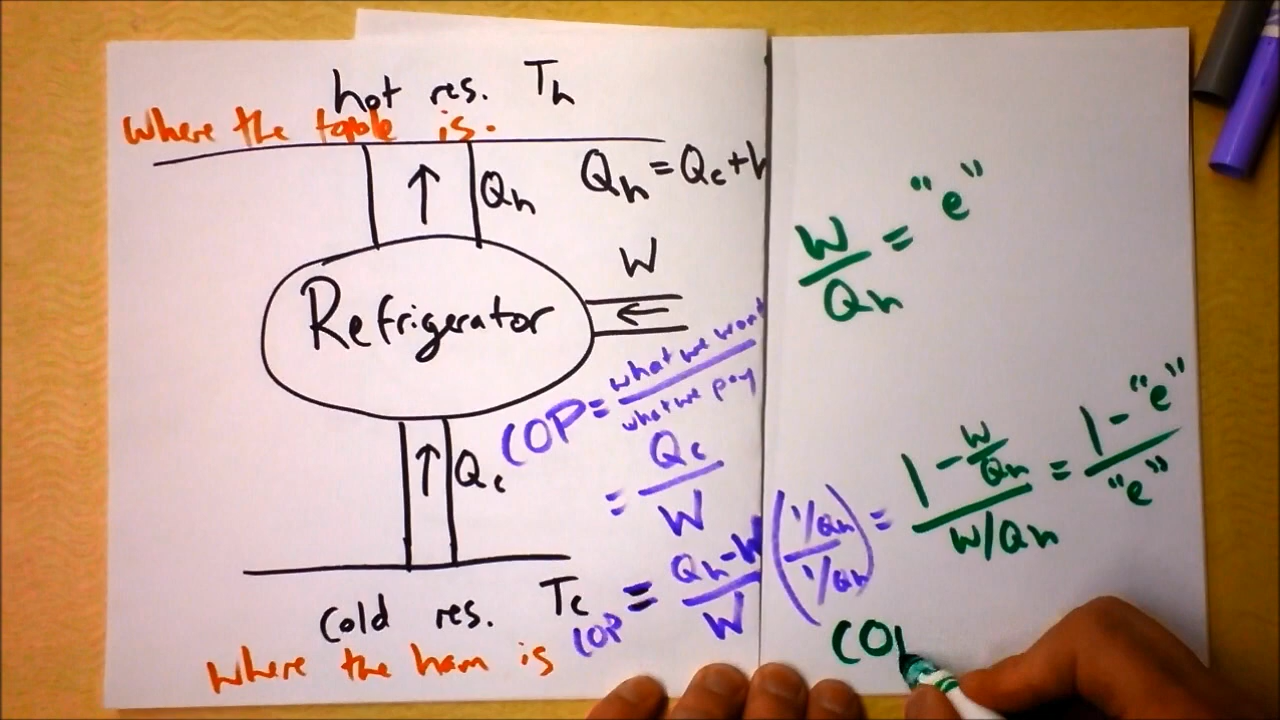 hot res. Th
Where the table is.
Qh
Qh = Qc +
W
Refrigerator
COP = what we want / what we pay
= Qc / W
Qc
COP = Qh - W / W (1/Qh / 1/Qh) = 1 - W/Qh / W/Qh = 1 - "e" / "e"
Cold res. Tc
Where the ham is
W / Qh = "e"
CO